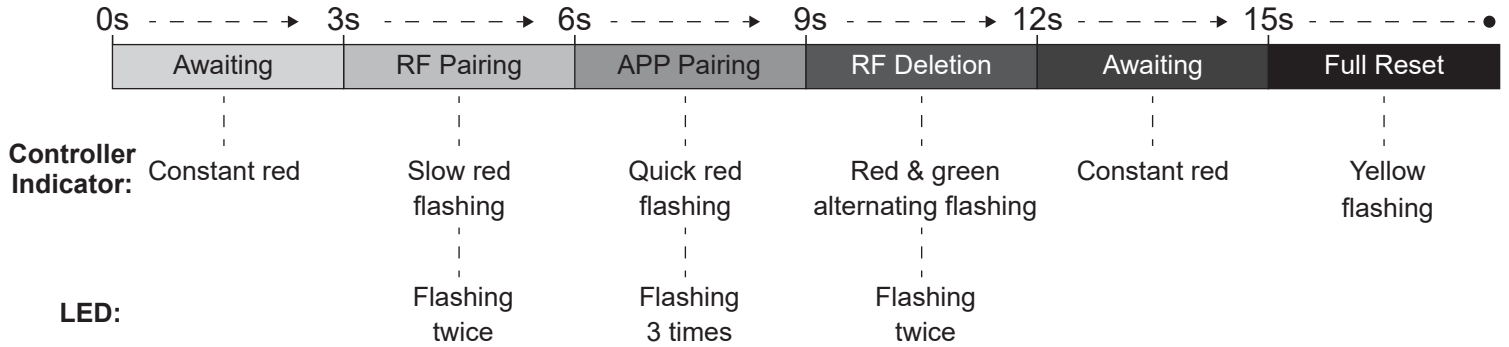 0s 3s 6s 9s 12s 15s
Awaiting RF Pairing APP Pairing RF Deletion Awaiting Full Reset
Controller Indicator:
Constant red
Slow red
flashing
Quick red
flashing
Red & green
alternating flashing
Constant red
Yellow
flashing
LED:
Flashing
twice
Flashing
3 times
Flashing
twice